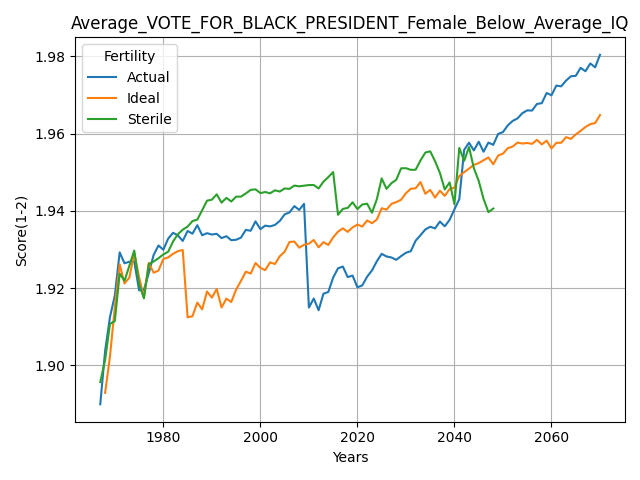 Average_VOTE_FOR_BLACK_PRESIDENT_Female_Below_Average_IQ
Fertility
Actual
Ideal
Sterile
Score(1-2)
1.98
1.96
1.94
1.92
1.90
1980 2000 2020 2040 2060
Years